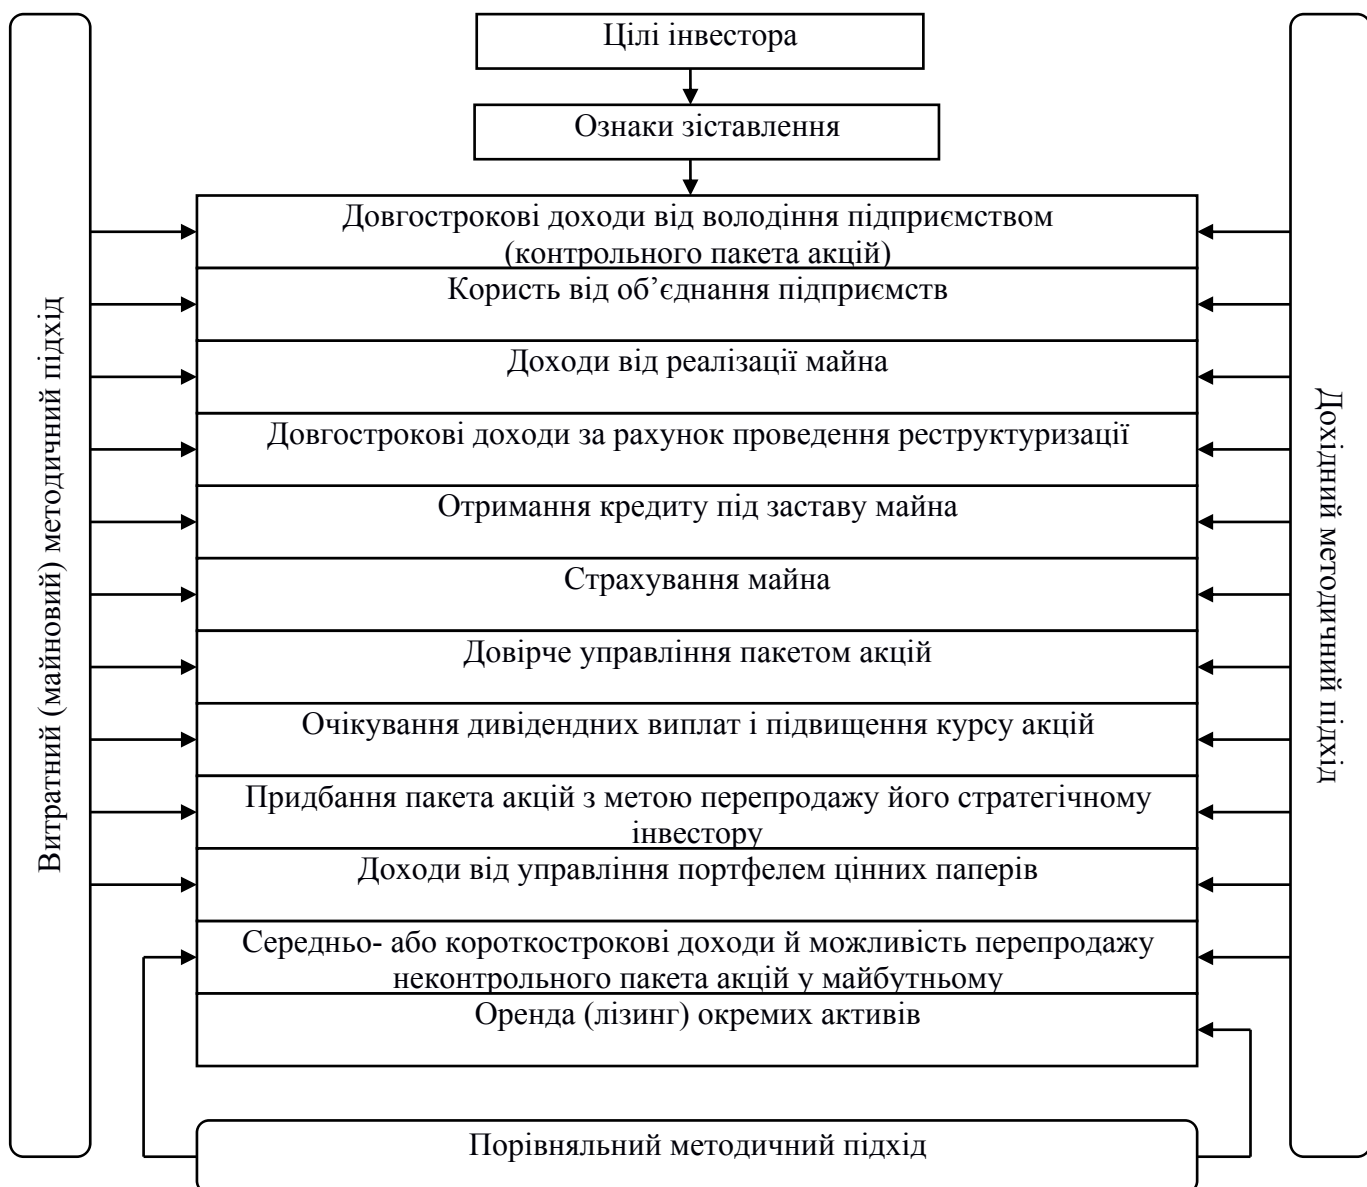 Цілі інвестора
Ознаки зіставлення
Витратний (майновий) методичний підхід
Довгострокові доходи від володіння підприємством
(контрольного пакета акцій)
Користь від об’єднання підприємств
Доходи від реалізації майна
Довгострокові доходи за рахунок проведення реструктуризації
Отримання кредиту під заставу майна
Страхування майна
Довірче управління пакетом акцій
Очікування дивідендних виплат і підвищення курсу акцій
Придбання пакета акцій з метою перепродажу його стратегічному
інвестору
Доходи від управління портфелем цінних паперів
Середньо- або короткострокові доходи й можливість перепродажу
неконтрольного пакета акцій у майбутньому
Оренда (лізинг) окремих активів
Дохідний методичний підхід
Порівняльний методичний підхід